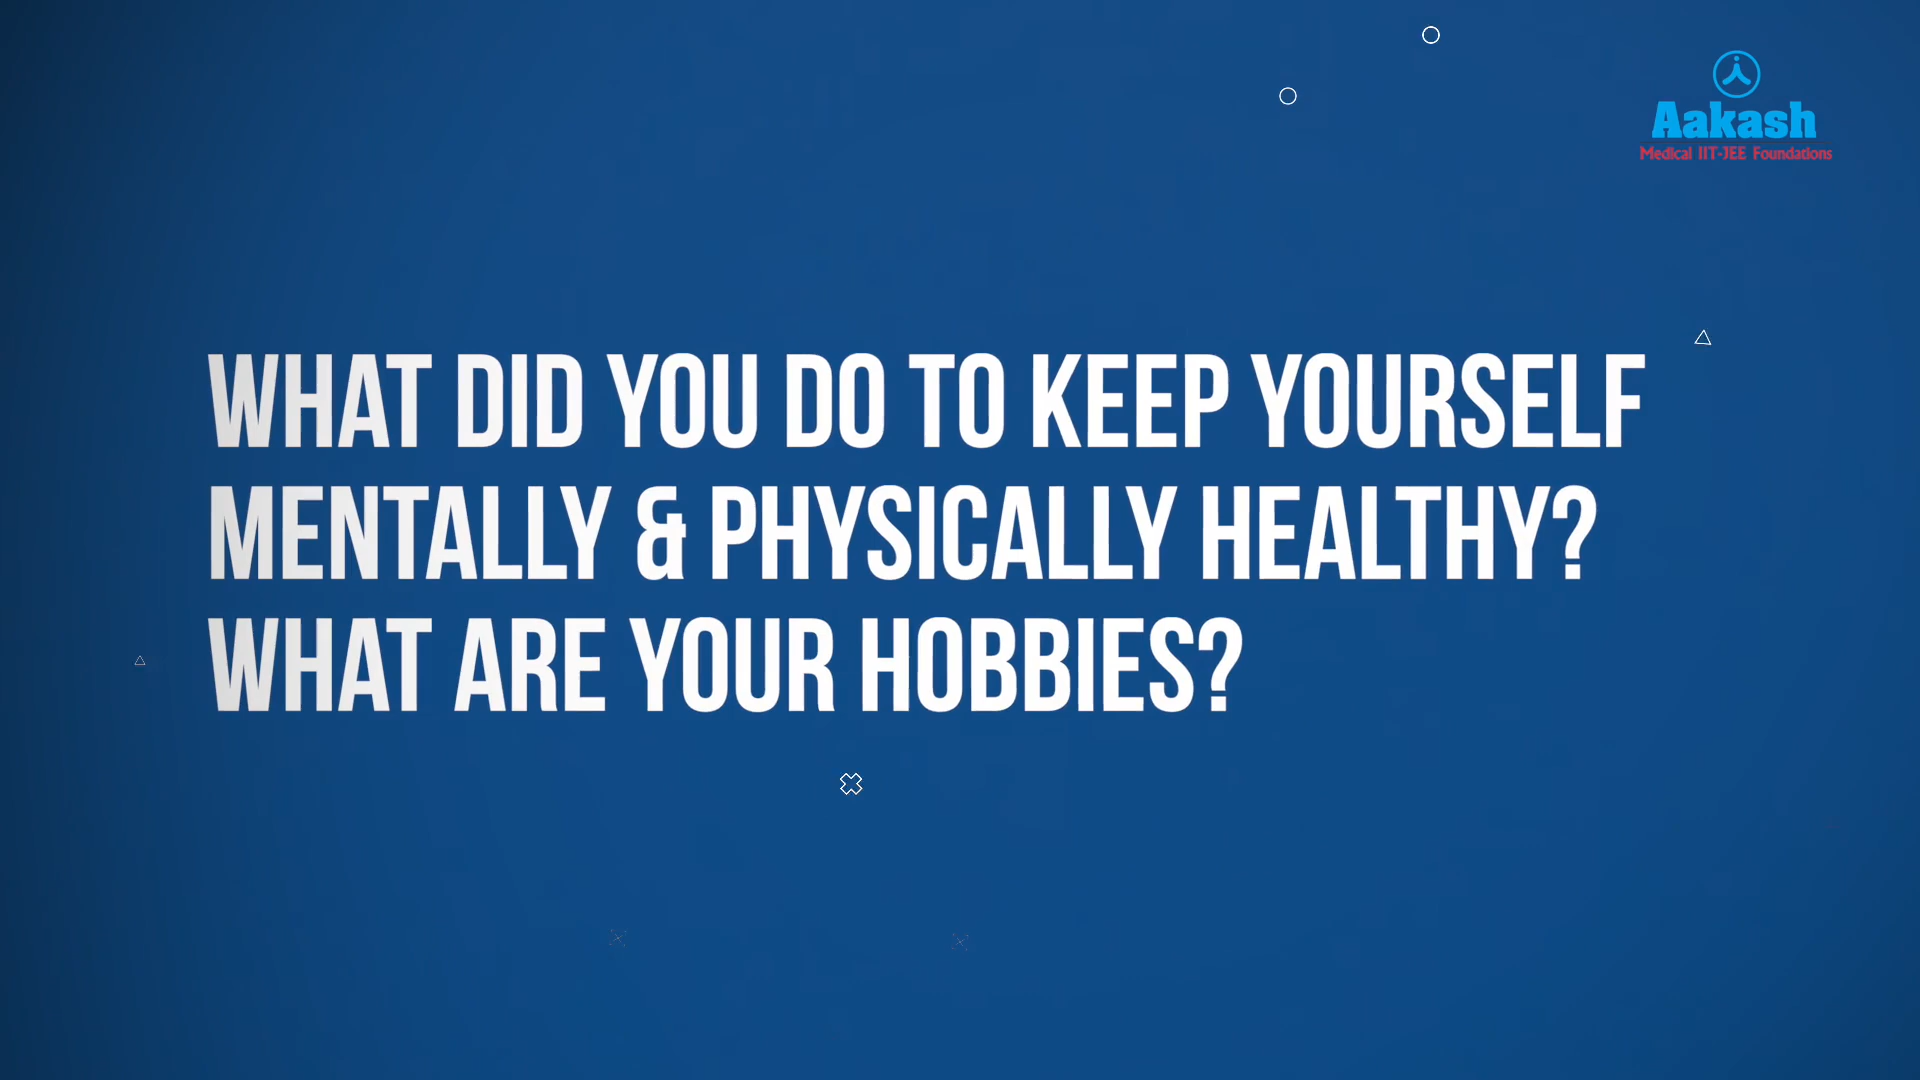 Aakash
Medical IIT-JEE Foundations
WHAT DID YOU DO TO KEEP YOURSELF
MENTALLY & PHYSICALLY HEALTHY?
WHAT ARE YOUR HOBBIES?